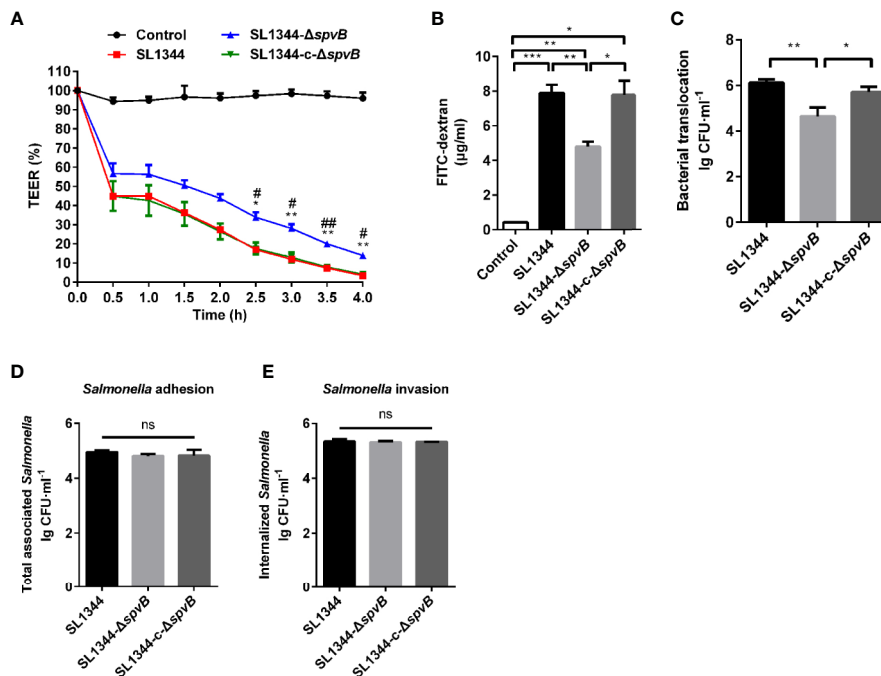 A
Control
SL1344-ΔspvB
SL1344
SL1344-c-ΔspvB
TEER (%)
110
100
90
80
70
60
50
40
30
20
10
0
# # ## #
* ** ** **
0.0 0.5 1.0 1.5 2.0 2.5 3.0 3.5 4.0
Time (h)
B
*
**
*** ** *
FITC-dextran
(μg/ml)
8
6
4
2
0
Control
SL1344
SL1344-ΔspvB
SL1344-c-ΔspvB
C
** *
Bacterial translocation
lg CFU·ml⁻¹
8
6
4
2
0
SL1344
SL1344-ΔspvB
SL1344-c-ΔspvB
D
Salmonella adhesion
ns
Total associated Salmonella
lg CFU·ml⁻¹
6
4
2
0
SL1344
SL1344-ΔspvB
SL1344-c-ΔspvB
E
Salmonella invasion
ns
Internalized Salmonella
lg CFU·ml⁻¹
6
4
2
0
SL1344
SL1344-ΔspvB
SL1344-c-ΔspvB